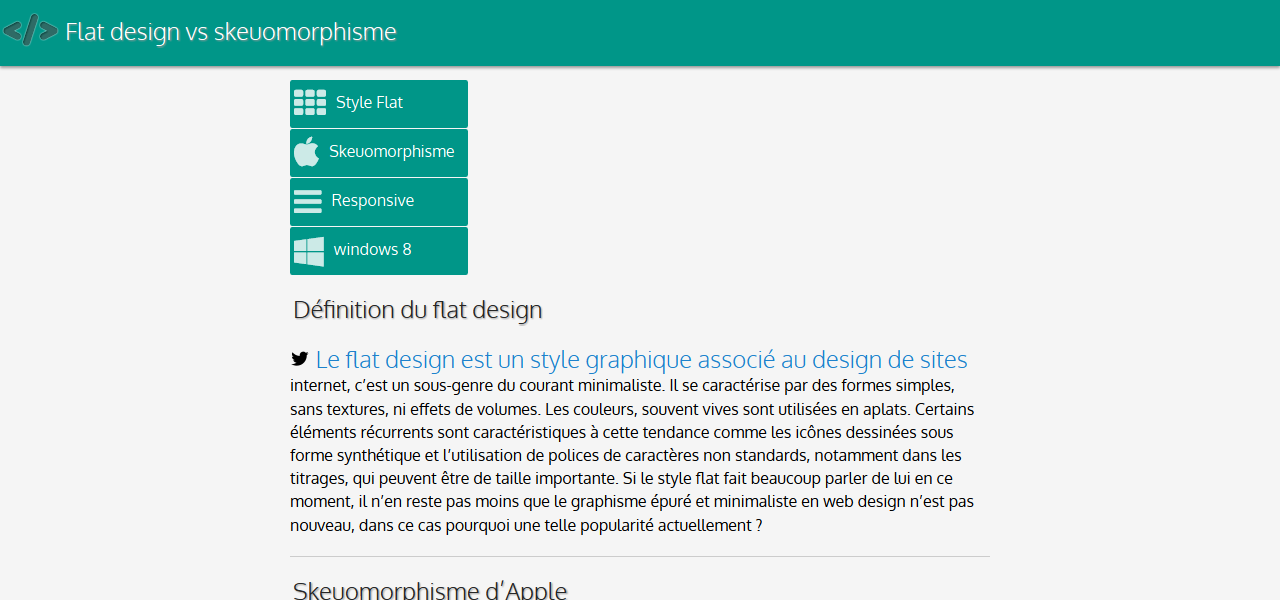 </> Flat design vs skeuomorphisme
Style Flat
Skeuomorphisme
Responsive
windows 8
Définition du flat design
Le flat design est un style graphique associé au design de sites
internet, c’est un sous-genre du courant minimaliste. Il se caractérise par des formes simples,
sans textures, ni effets de volumes. Les couleurs, souvent vives sont utilisées en aplats. Certains
éléments récurrents sont caractéristiques à cette tendance comme les icônes dessinées sous
forme synthétique et l’utilisation de polices de caractères non standards, notamment dans les
titrages, qui peuvent être de taille importante. Si le style flat fait beaucoup parler de lui en ce
moment, il n’en reste pas moins que le graphisme épuré et minimaliste en web design n’est pas
nouveau, dans ce cas pourquoi une telle popularité actuellement ?
Skeuomorphisme d’Apple